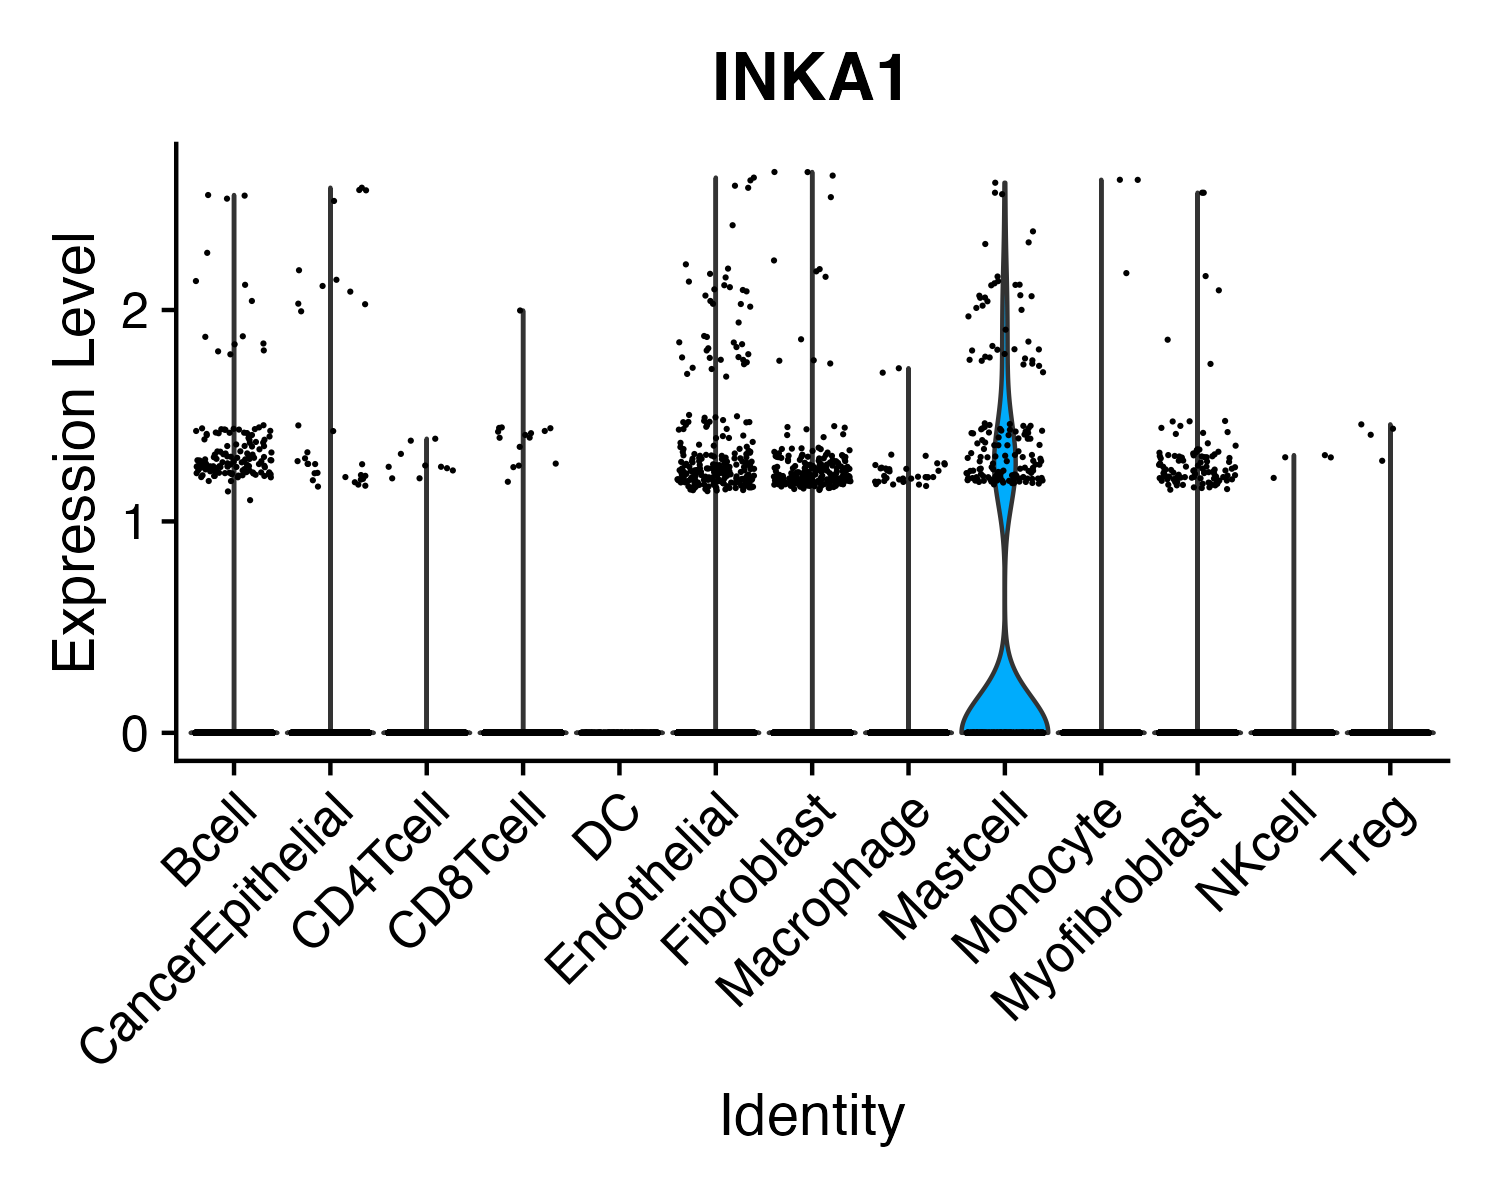 INKA1
Expression Level
2
1
0
Bcell
CancerEpithelial
CD4Tcell
CD8Tcell
DC
Endothelial
Fibroblast
Macrophage
Mastcell
Monocyte
Myofibroblast
NKcell
Treg
Identity